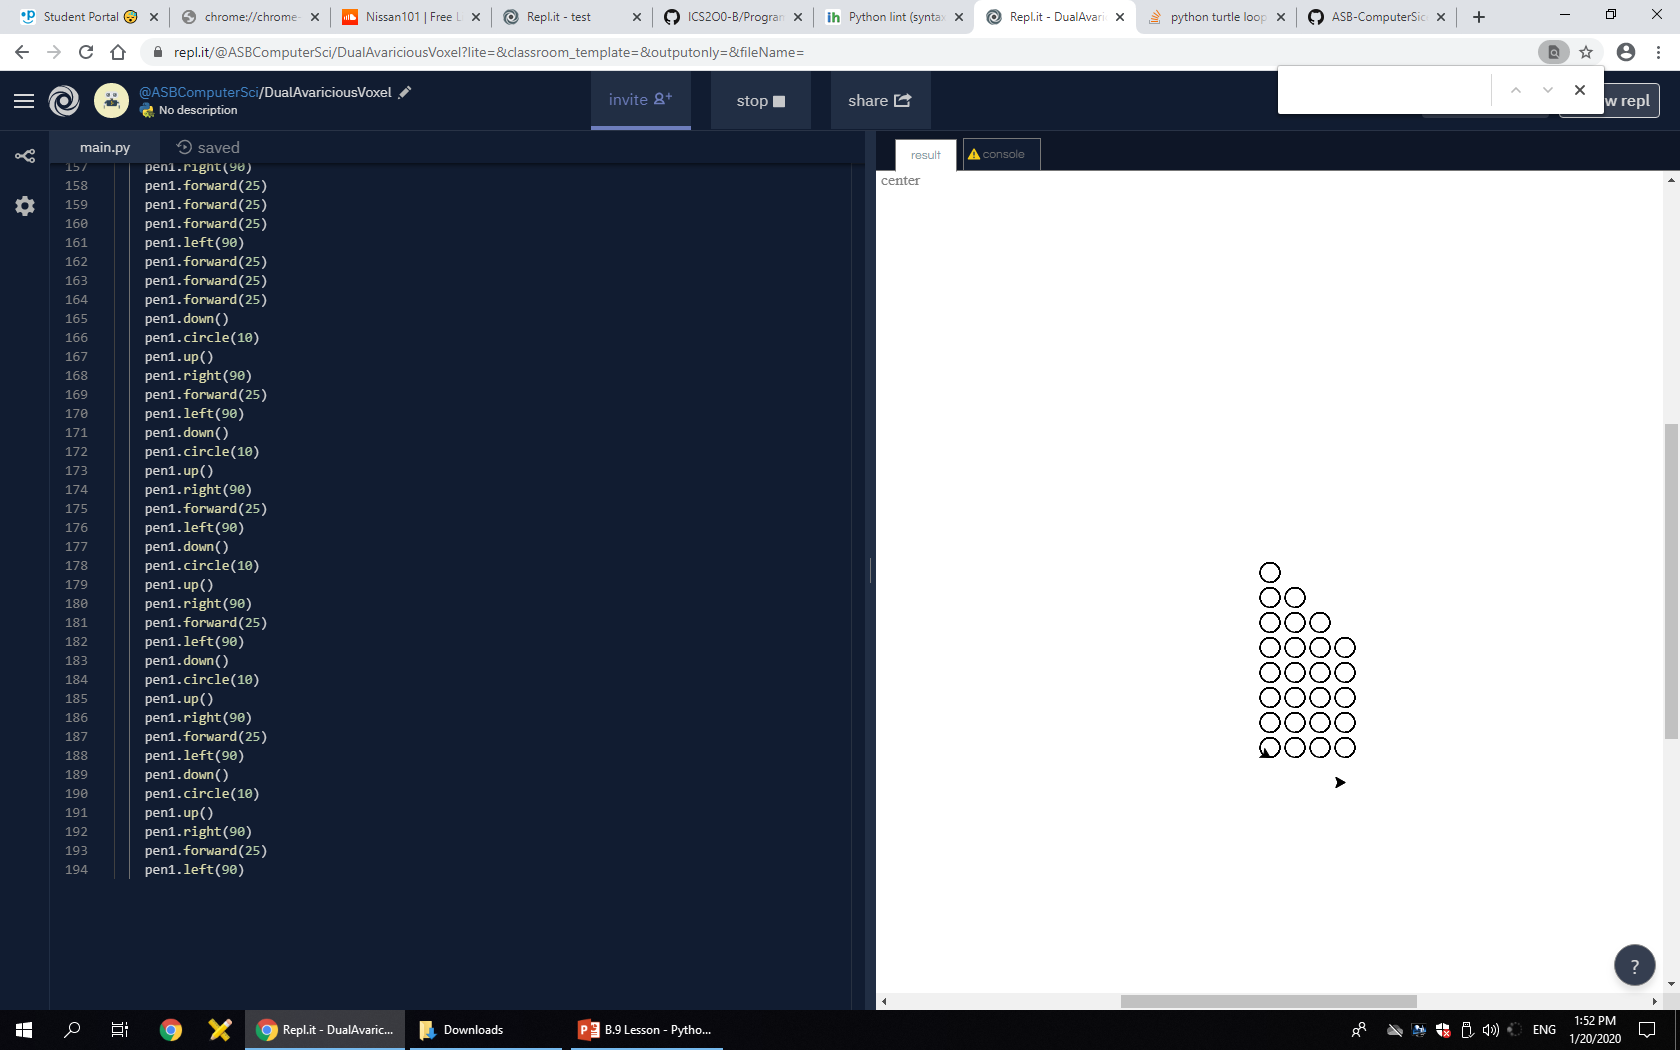 Student Portal
chrome://chrome-
Nissan101 | Free L
Repl.it - test
ICS2O0-B/Program
Python lint (syntax
Repl.it - DualAvari
python turtle loop
ASB-ComputerSic
repl.it/@ASBComputerSci/DualAvariciousVoxel?lite=&classroom_template=&outputonly=&fileName=
@ASBComputerSci/DualAvariciousVoxel
No description
invite
stop
share
w repl
main.py
saved
result
console
center
157 pen1.right(90)
158 pen1.forward(25)
159 pen1.forward(25)
160 pen1.forward(25)
161 pen1.left(90)
162 pen1.forward(25)
163 pen1.forward(25)
164 pen1.forward(25)
165 pen1.down()
166 pen1.circle(10)
167 pen1.up()
168 pen1.right(90)
169 pen1.forward(25)
170 pen1.left(90)
171 pen1.down()
172 pen1.circle(10)
173 pen1.up()
174 pen1.right(90)
175 pen1.forward(25)
176 pen1.left(90)
177 pen1.down()
178 pen1.circle(10)
179 pen1.up()
180 pen1.right(90)
181 pen1.forward(25)
182 pen1.left(90)
183 pen1.down()
184 pen1.circle(10)
185 pen1.up()
186 pen1.right(90)
187 pen1.forward(25)
188 pen1.left(90)
189 pen1.down()
190 pen1.circle(10)
191 pen1.up()
192 pen1.right(90)
193 pen1.forward(25)
194 pen1.left(90)
?
Repl.it - DualAvaric...
Downloads
B.9 Lesson - Pytho...
ENG
1:52 PM
1/20/2020